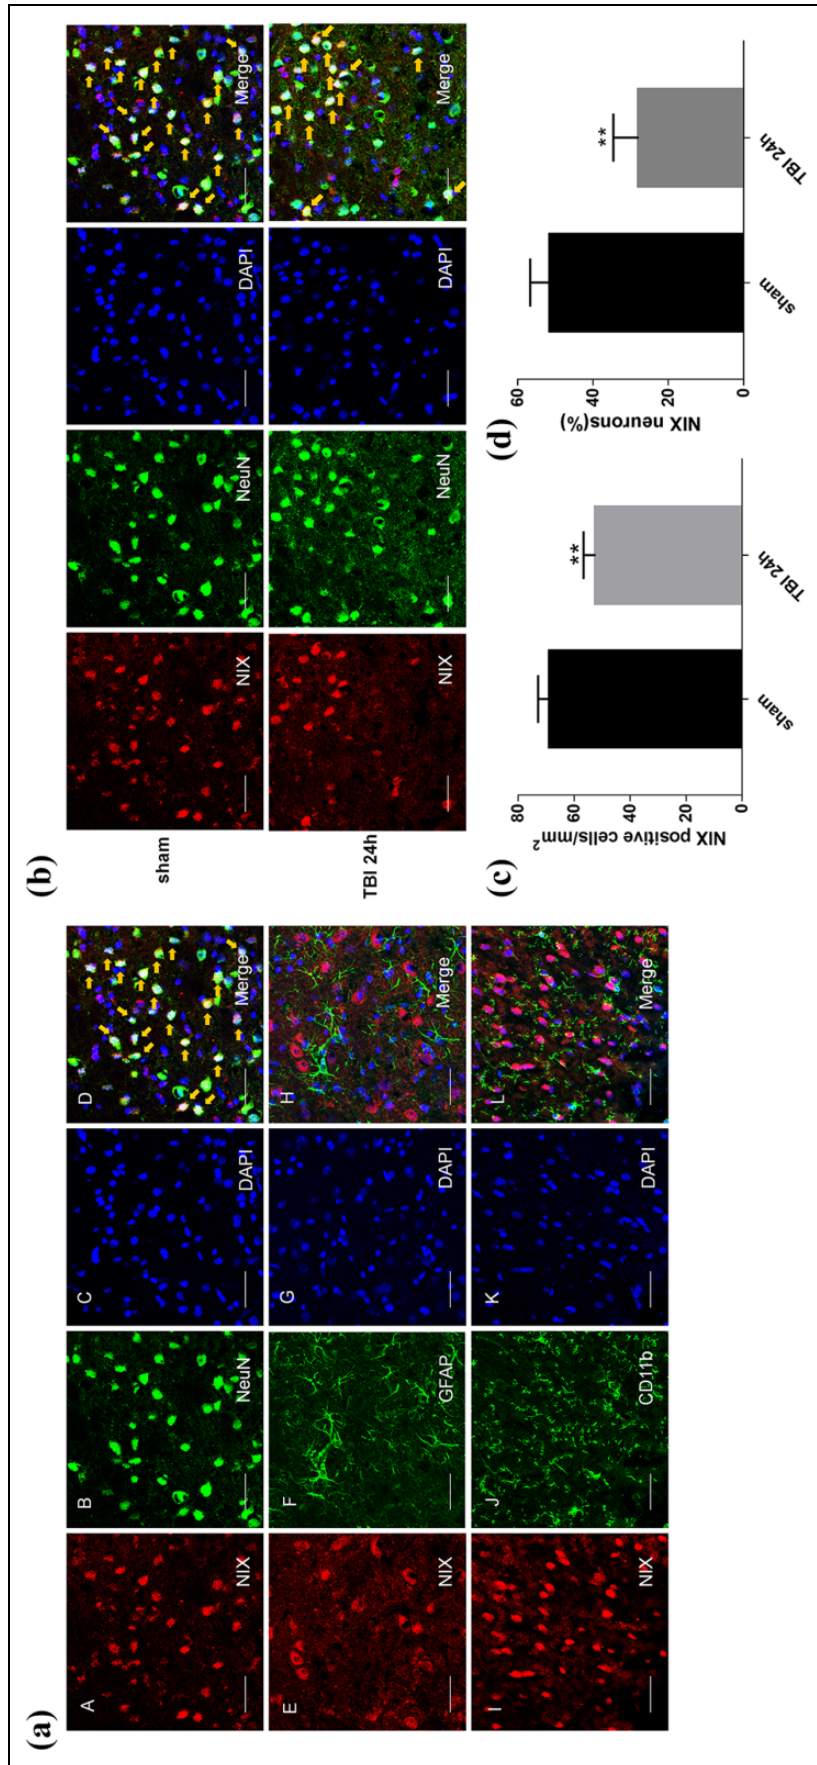 (a)
A NIX
B NeuN
C DAPI
D Merge
E NIX
F GFAP
G DAPI
H Merge
I NIX
J CD11b
K DAPI
L Merge
(b)
sham
NIX
NeuN
DAPI
Merge
TBI 24h
NIX
NeuN
DAPI
Merge
(c)
NIX positive cells/mm²
80
60
40
20
0
**
sham
TBI 24h
(d)
NIX neurons(%)
60
40
20
0
**
sham
TBI 24h